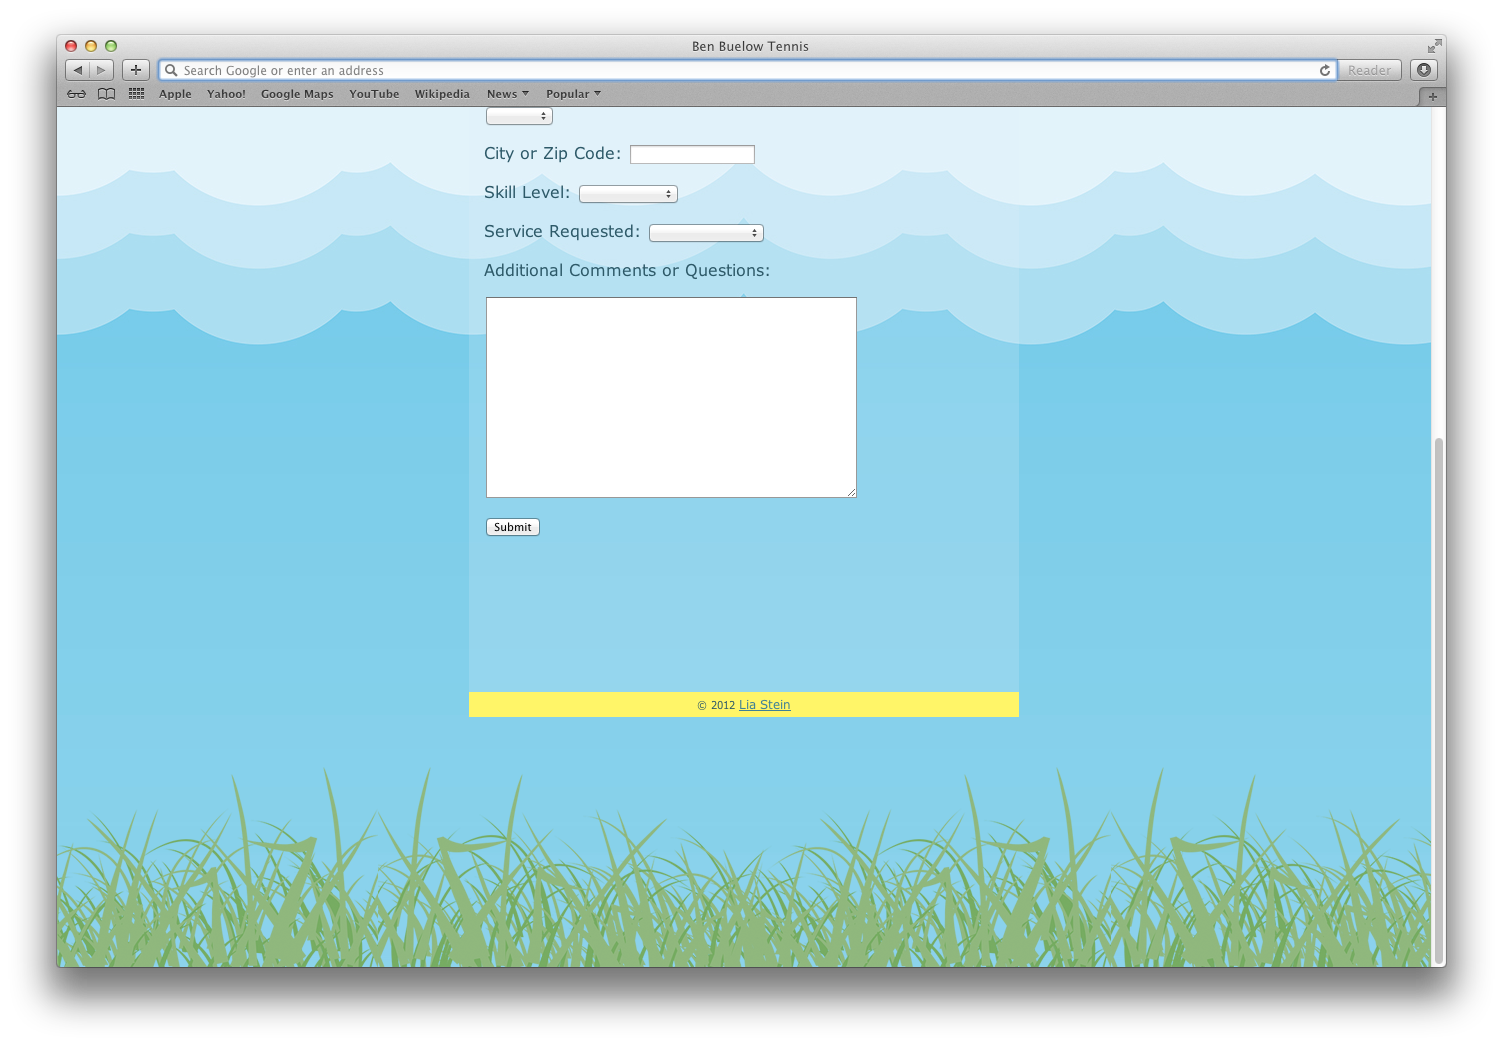 Ben Buelow Tennis
Search Google or enter an address
Reader
Apple Yahoo! Google Maps YouTube Wikipedia News Popular
City or Zip Code:
Skill Level:
Service Requested:
Additional Comments or Questions:
Submit
© 2012 Lia Stein